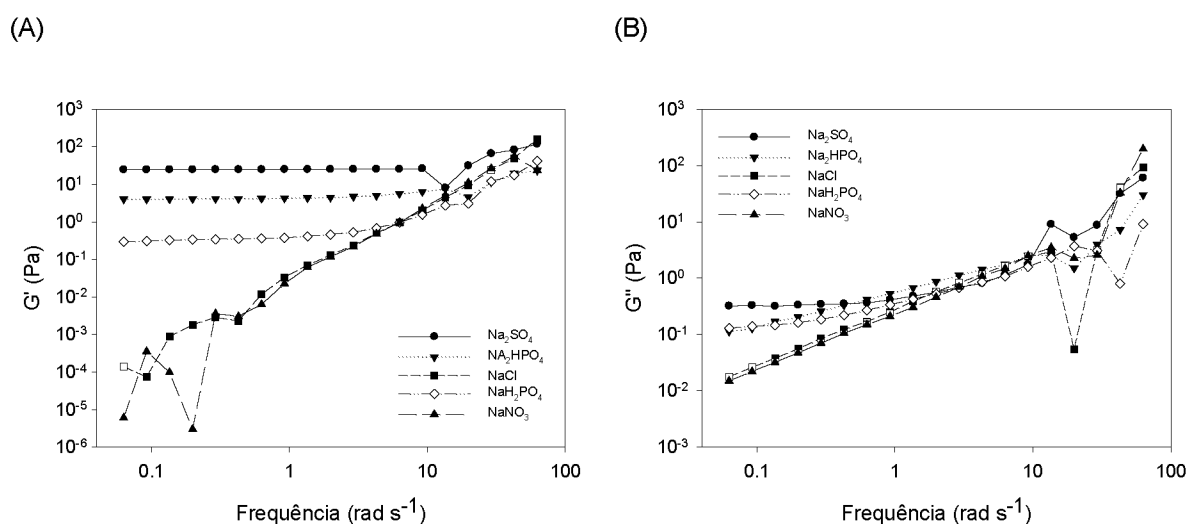 (A)
(B)
10³
10²
10¹
10⁰
10⁻¹
10⁻²
10⁻³
10⁻⁴
10⁻⁵
10⁻⁶
G' (Pa)
Na₂SO₄
NA₂HPO₄
NaCl
NaH₂PO₄
NaNO₃
0.1 1 10 100
Frequência (rad s⁻¹)
10³
10²
10¹
10⁰
10⁻¹
10⁻²
10⁻³
G'' (Pa)
Na₂SO₄
Na₂HPO₄
NaCl
NaH₂PO₄
NaNO₃
0.1 1 10 100
Frequência (rad s⁻¹)